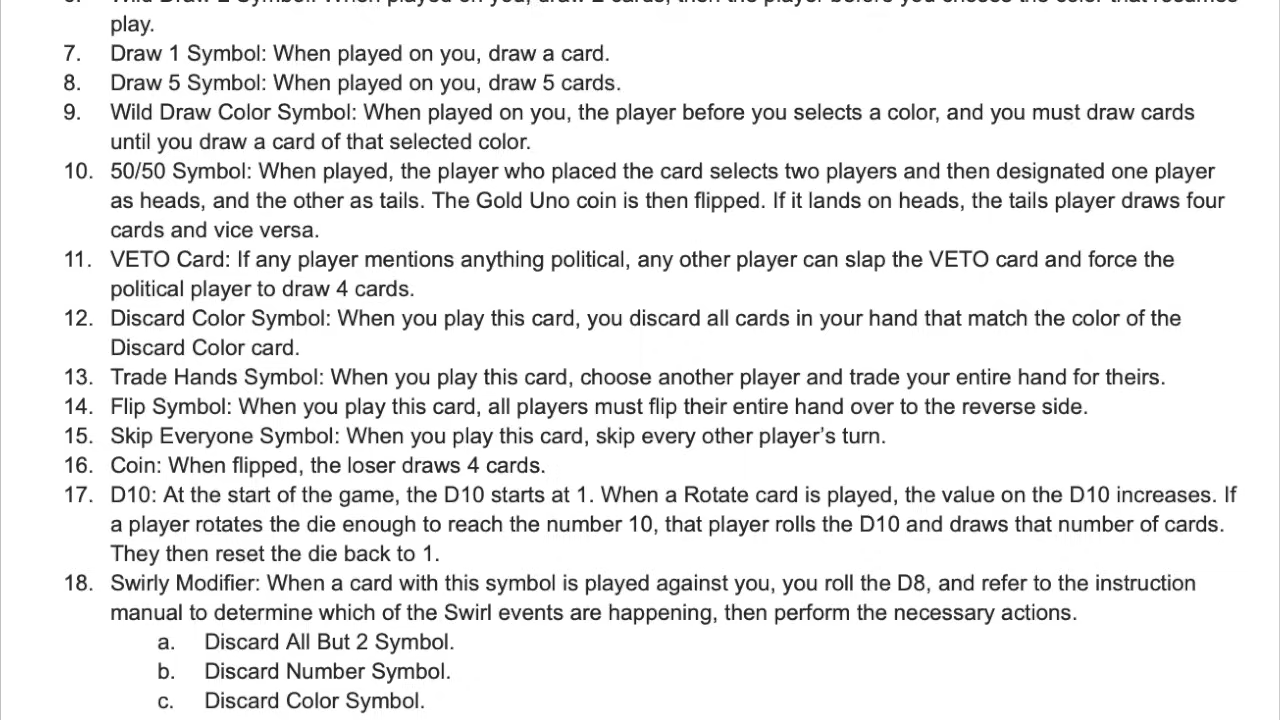 play.
7. Draw 1 Symbol: When played on you, draw a card.
8. Draw 5 Symbol: When played on you, draw 5 cards.
9. Wild Draw Color Symbol: When played on you, the player before you selects a color, and you must draw cards
until you draw a card of that selected color.
10. 50/50 Symbol: When played, the player who placed the card selects two players and then designated one player
as heads, and the other as tails. The Gold Uno coin is then flipped. If it lands on heads, the tails player draws four
cards and vice versa.
11. VETO Card: If any player mentions anything political, any other player can slap the VETO card and force the
political player to draw 4 cards.
12. Discard Color Symbol: When you play this card, you discard all cards in your hand that match the color of the
Discard Color card.
13. Trade Hands Symbol: When you play this card, choose another player and trade your entire hand for theirs.
14. Flip Symbol: When you play this card, all players must flip their entire hand over to the reverse side.
15. Skip Everyone Symbol: When you play this card, skip every other player’s turn.
16. Coin: When flipped, the loser draws 4 cards.
17. D10: At the start of the game, the D10 starts at 1. When a Rotate card is played, the value on the D10 increases. If
a player rotates the die enough to reach the number 10, that player rolls the D10 and draws that number of cards.
They then reset the die back to 1.
18. Swirly Modifier: When a card with this symbol is played against you, you roll the D8, and refer to the instruction
manual to determine which of the Swirl events are happening, then perform the necessary actions.
a. Discard All But 2 Symbol.
b. Discard Number Symbol.
c. Discard Color Symbol.